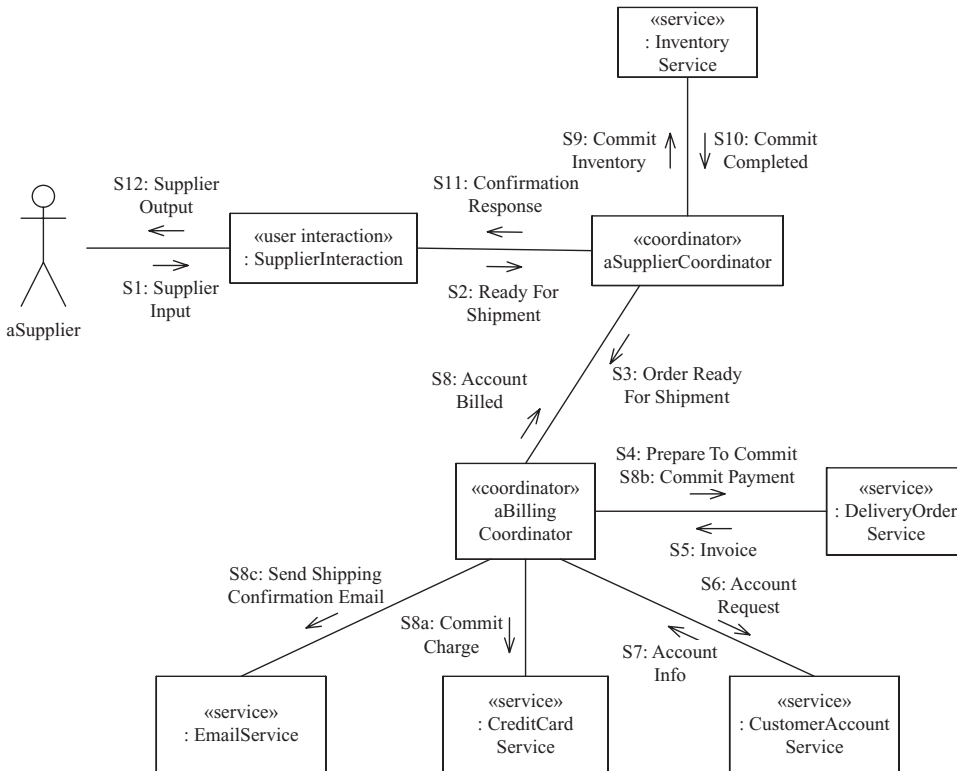 «service»
: Inventory
Service
S9: Commit
Inventory
S10: Commit
Completed
S12: Supplier
Output
S11: Confirmation
Response
«user interaction»
: SupplierInteraction
«coordinator»
aSupplierCoordinator
S1: Supplier
Input
S2: Ready For
Shipment
aSupplier
S8: Account
Billed
S3: Order Ready
For Shipment
S4: Prepare To Commit
S8b: Commit Payment
«coordinator»
aBilling
Coordinator
«service»
: DeliveryOrder
Service
S5: Invoice
S8c: Send Shipping
Confirmation Email
S6: Account
Request
S8a: Commit
Charge
S7: Account
Info
«service»
: EmailService
«service»
: CreditCard
Service
«service»
: CustomerAccount
Service